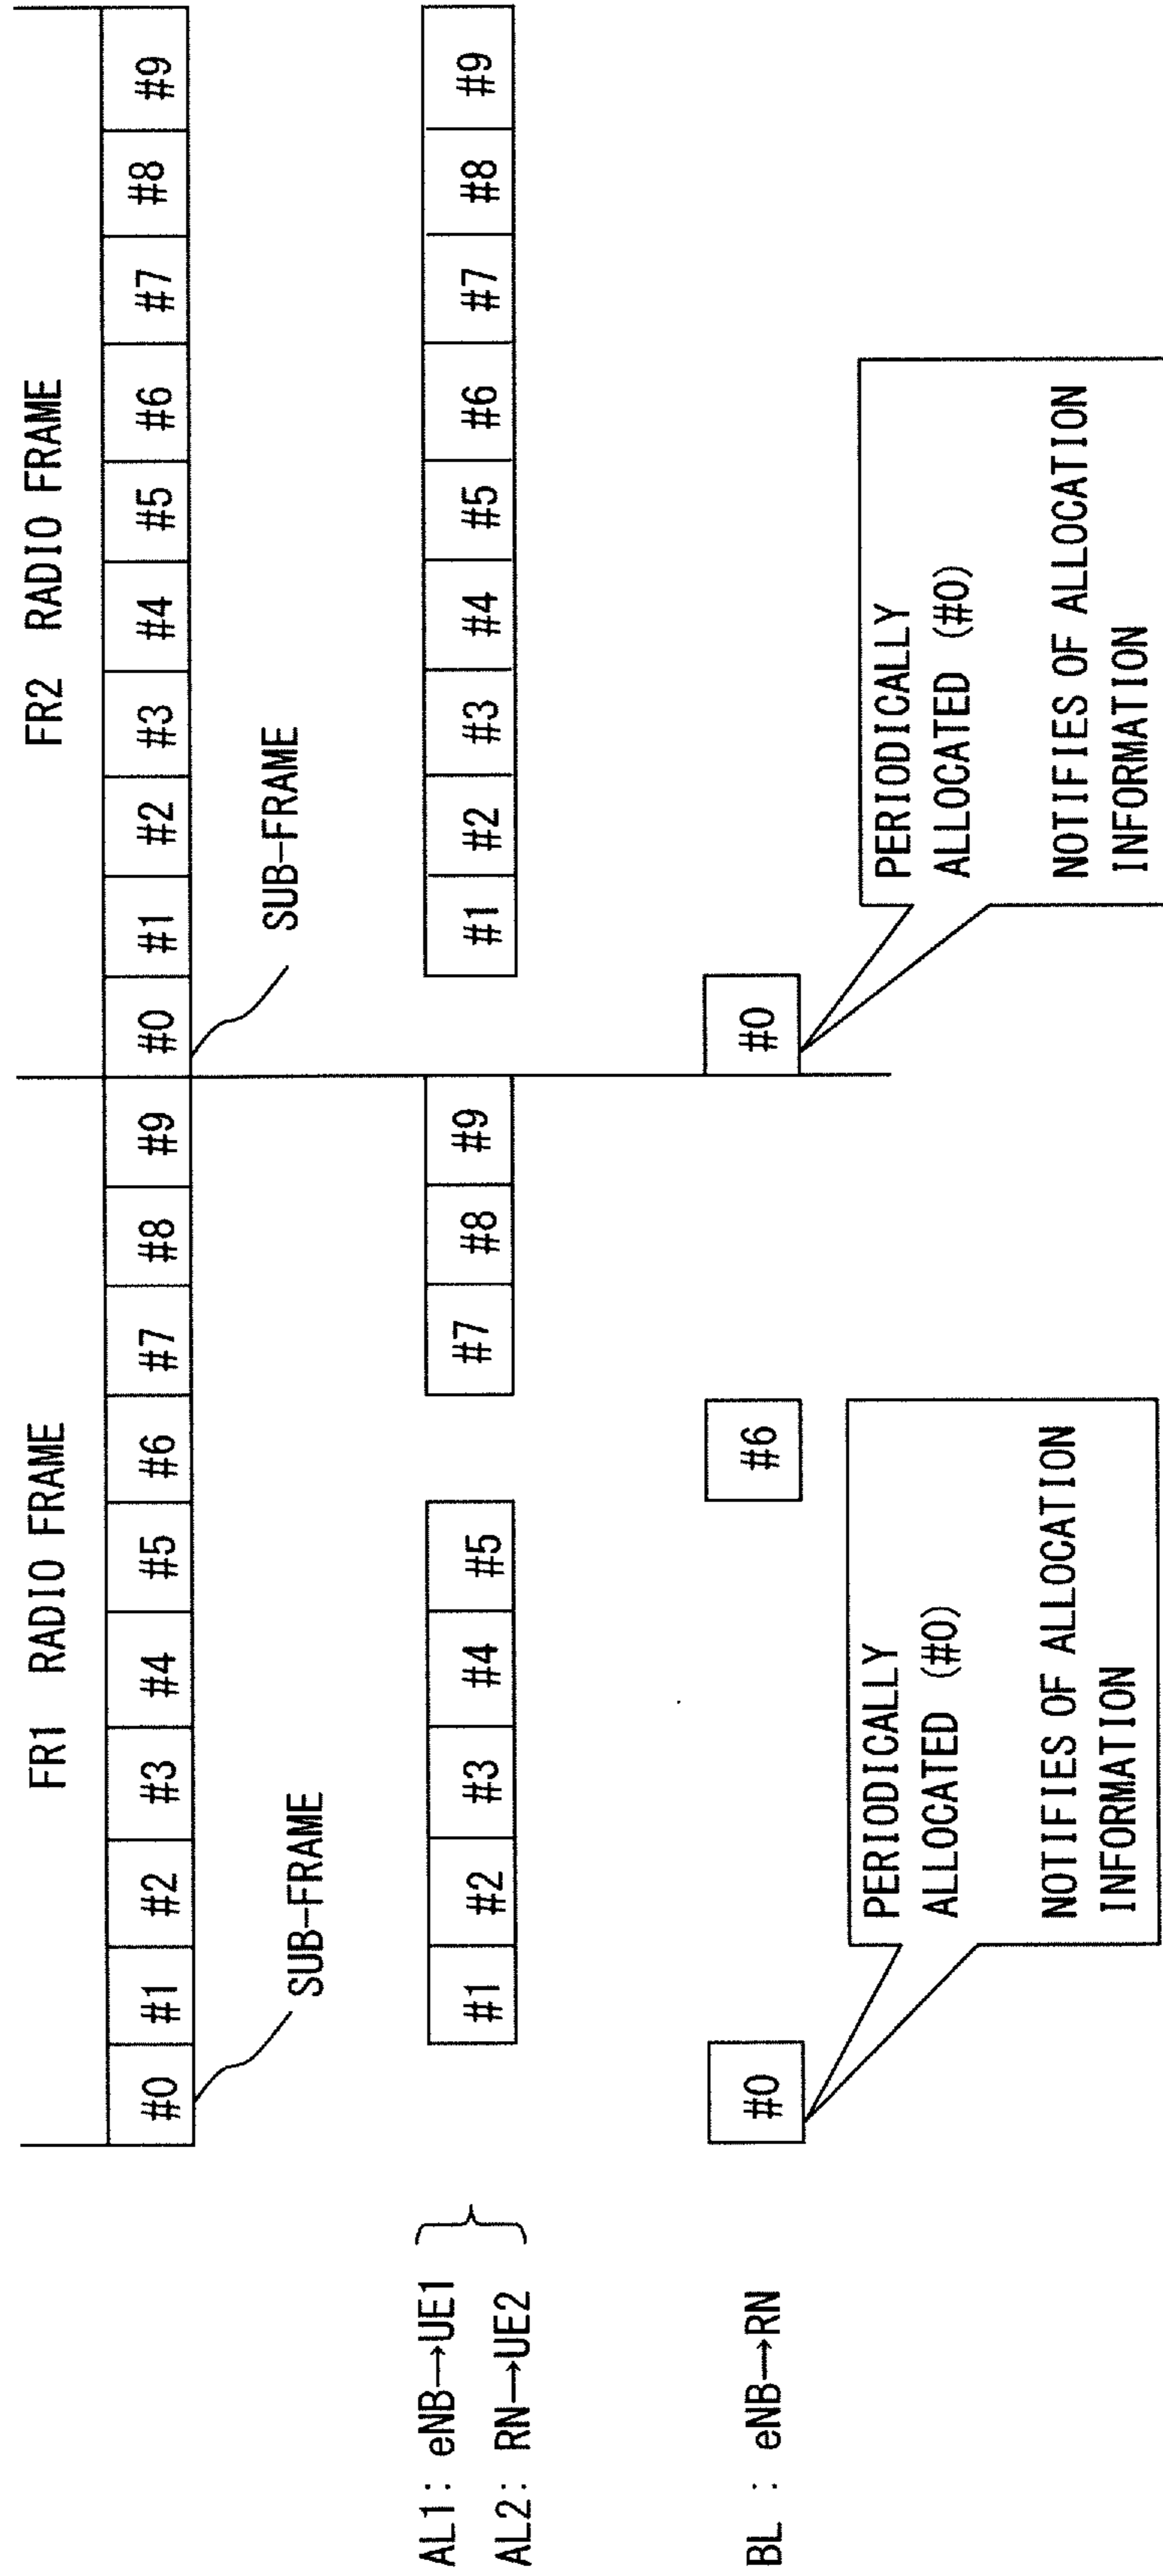 FR1 RADIO FRAME
FR2 RADIO FRAME
#0 #1 #2 #3 #4 #5 #6 #7 #8 #9 #0 #1 #2 #3 #4 #5 #6 #7 #8 #9
SUB-FRAME
SUB-FRAME
AL1: eNB→UE1
AL2: RN→UE2
#1 #2 #3 #4 #5 #7 #8 #9 #1 #2 #3 #4 #5 #6 #7 #8 #9
BL : eNB→RN
#0 #6 #0
PERIODICALLY
ALLOCATED (#0)
NOTIFIES OF ALLOCATION
INFORMATION
PERIODICALLY
ALLOCATED (#0)
NOTIFIES OF ALLOCATION
INFORMATION